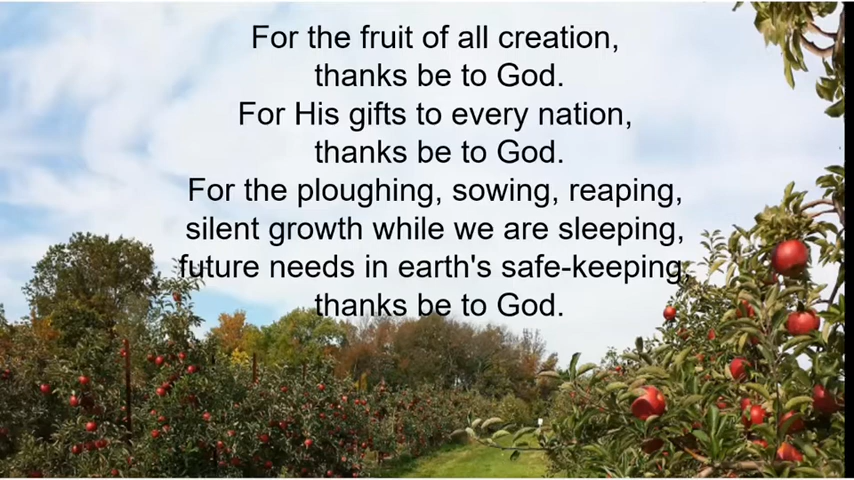 For the fruit of all creation,
thanks be to God.
For His gifts to every nation,
thanks be to God.
For the ploughing, sowing, reaping,
silent growth while we are sleeping,
future needs in earth's safe-keeping,
thanks be to God.